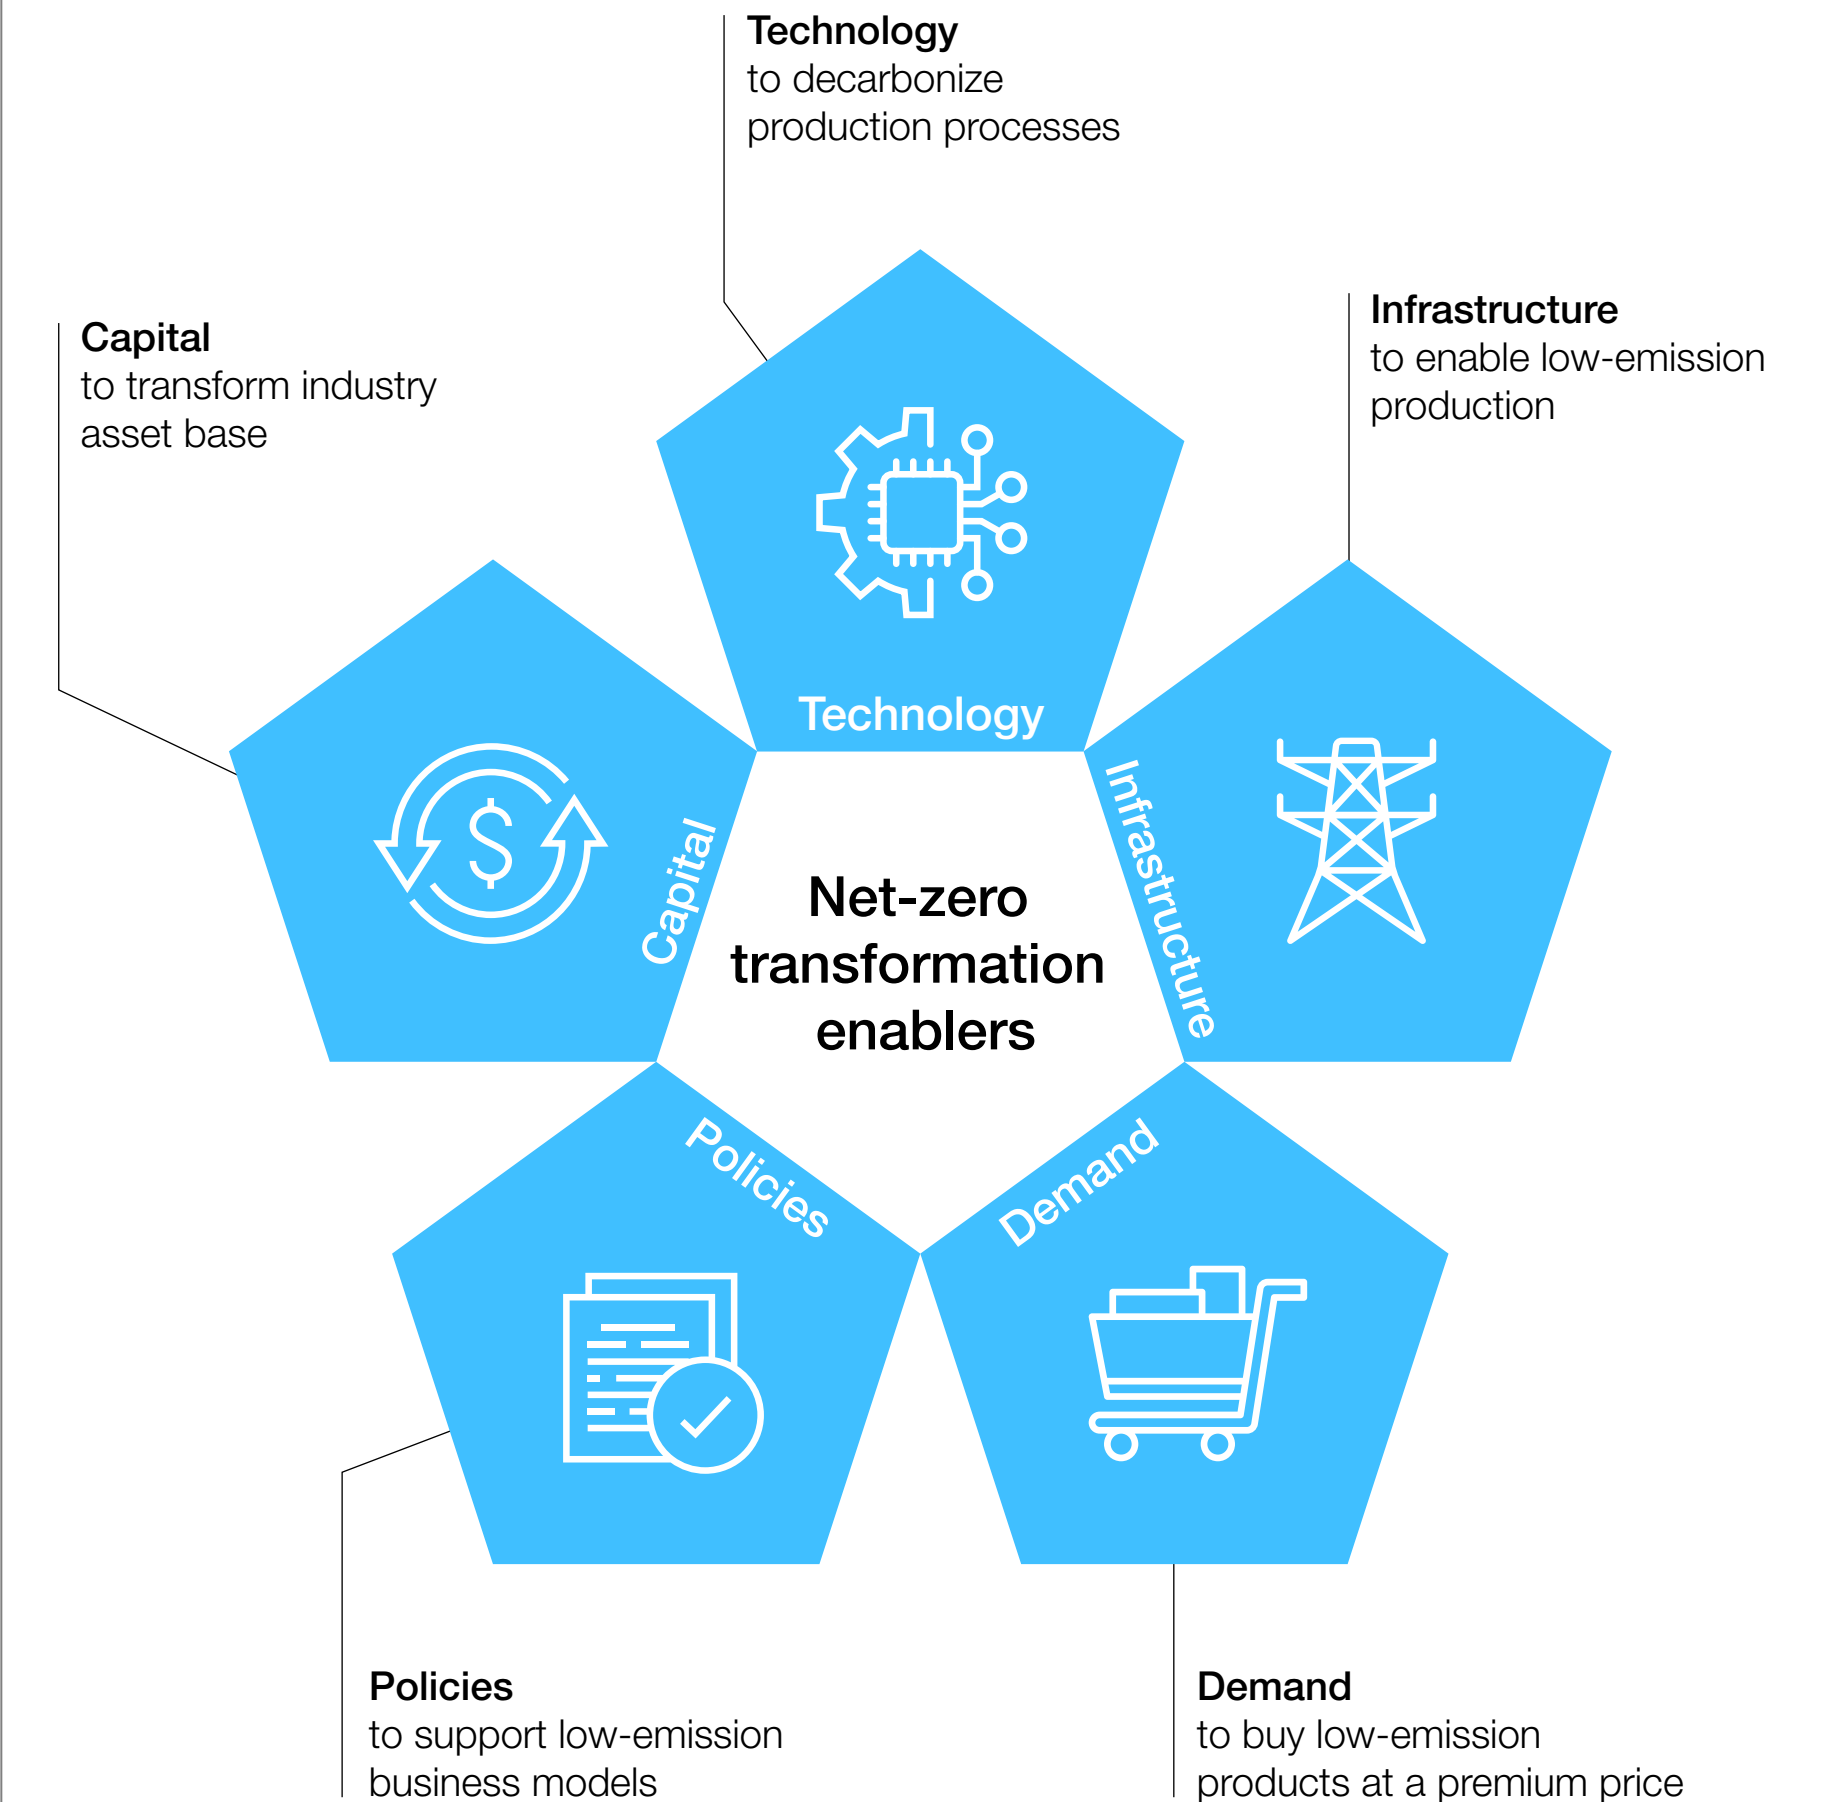 Technology
to decarbonize
production processes
Capital
to transform industry
asset base
Infrastructure
to enable low-emission
production
Technology
Capital
Infrastructure
Net-zero
transformation
enablers
Policies
Demand
$
Policies
to support low-emission
business models
Demand
to buy low-emission
products at a premium price